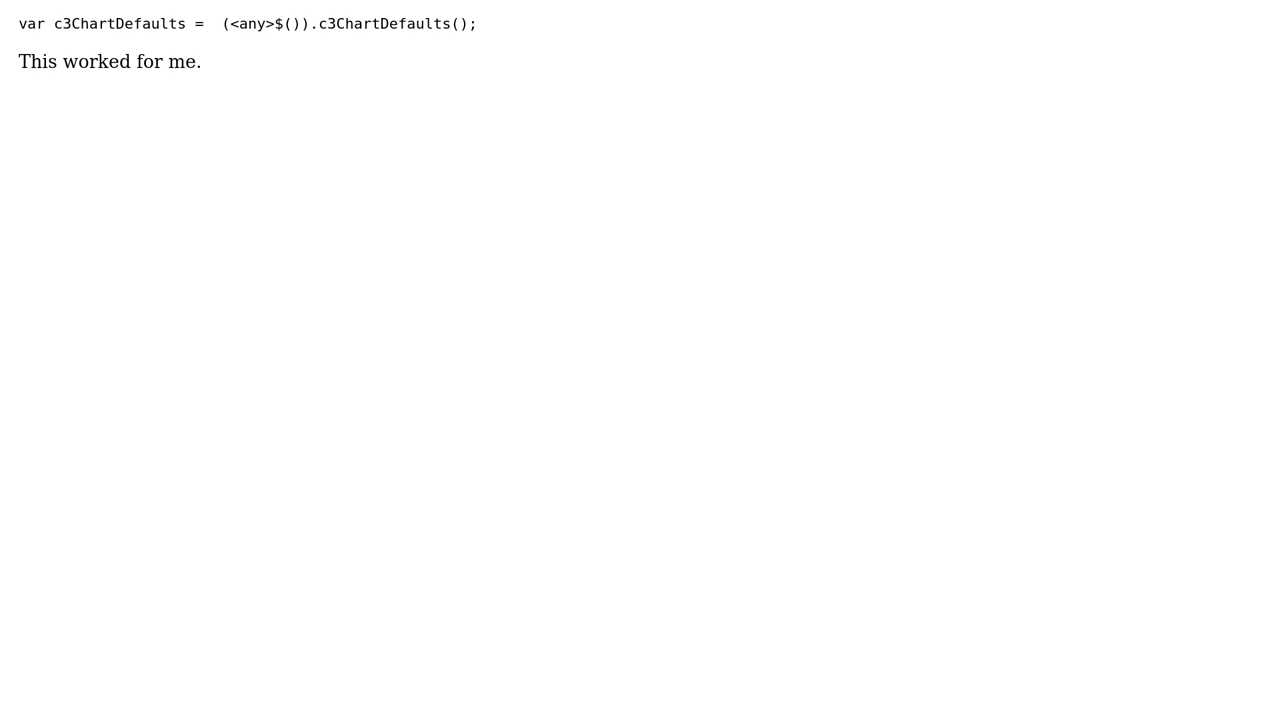 var c3ChartDefaults =  (<any>$()).c3ChartDefaults();
This worked for me.